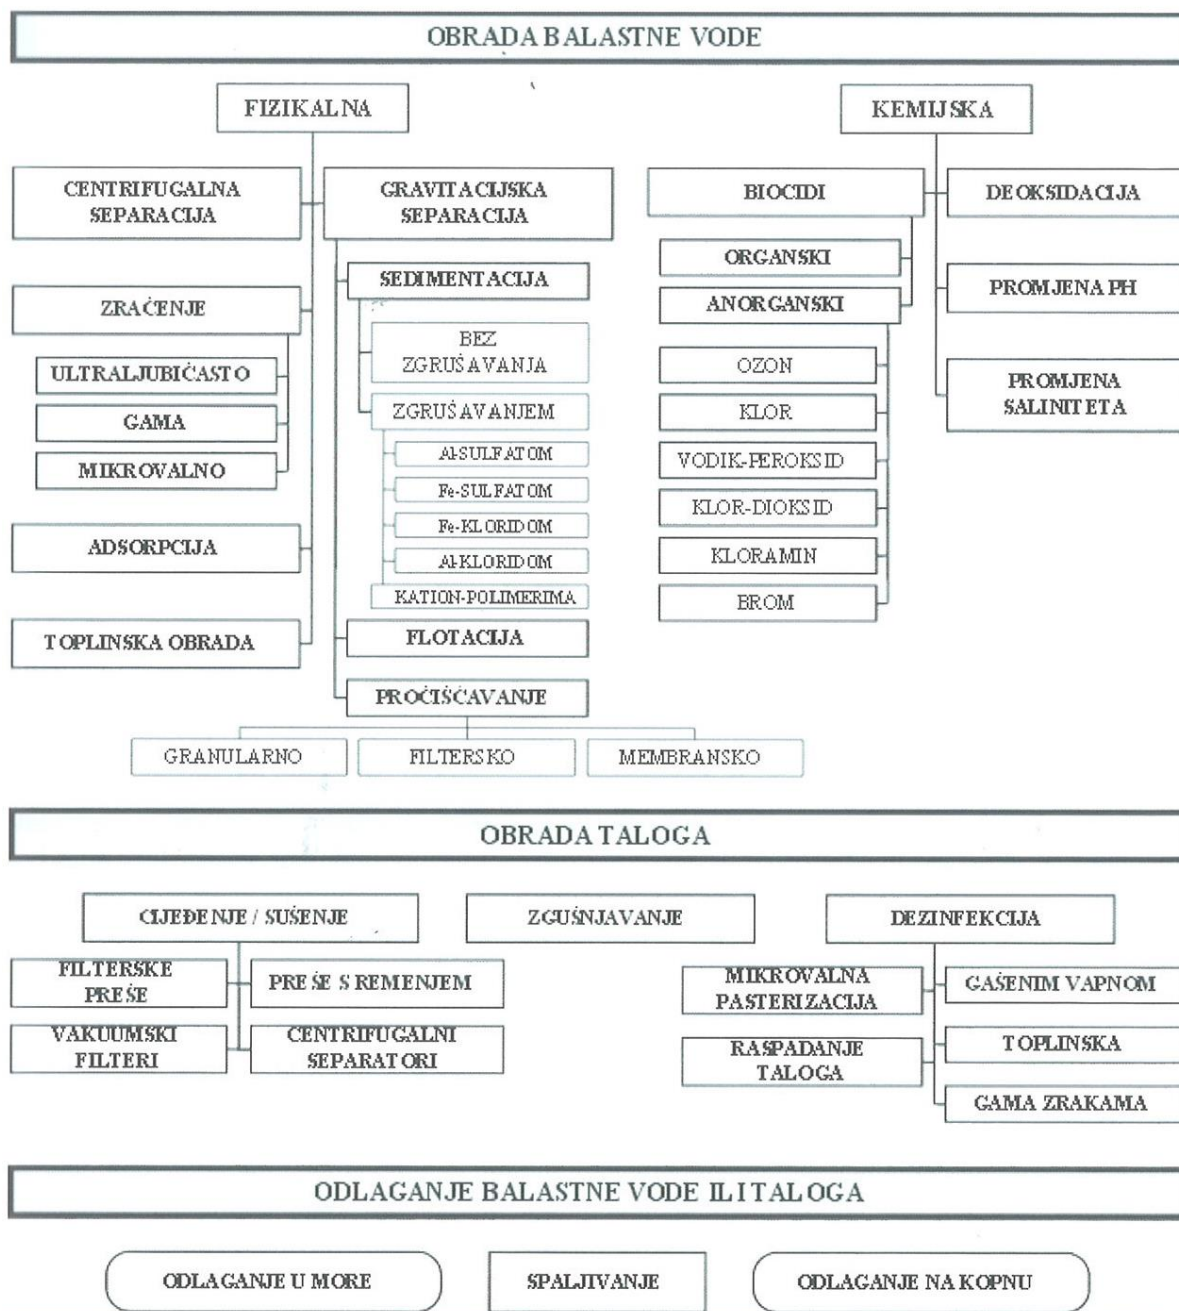 OBRADA BALASTNE VODE
FIZIKALNA
KEMIJSKA
CENTRIFUGALNA
SEPARACIJA
GRAVITACIJSKA
SEPARACIJA
BIOCIDI
DEOKSIDACIJA
ORGANSKI
SEDIMENTACIJA
ZRAČENJE
ANORGANSKI
PROMJENA PH
BEZ
ZGRUŠAVANJA
OZON
ULTRALJUBIČASTO
PROMJENA
SALINITETA
ZGRUŠAVANJEM
KLOR
GAMA
Al-SULFATOM
VODIK-PEROKSID
MIKROVALNO
Fe-SULFATOM
KLOR-DIOKSID
Fe-KLORIDOM
ADSORPCIJA
Al-KLORIDOM
KLORAMIN
KATION-POLIMERIMA
BROM
TOPLINSKA OBRADA
FLOTACIJA
PROČIŠĆAVANJE
GRANULARNO
FILTERSKO
MEMBRANSKO
OBRADA TALOGA
CIJEĐENJE / SUŠENJE
ZGUŠNJAVANJE
DEZINFEKCIJA
FILTERSKE
PREŠE
PREŠE S REMENJEM
MIKROVALNA
PASTERIZACIJA
GAŠENIM VAPNOM
VAKUUMSKI
FILTERI
CENTRIFUGALNI
SEPARATORI
RASPADANJE
TALOGA
TOPLINSKA
GAMA ZRAKAMA
ODLAGANJE BALASTNE VODE ILI TALOGA
ODLAGANJE U MORE
SPALJIVANJE
ODLAGANJE NA KOPNU